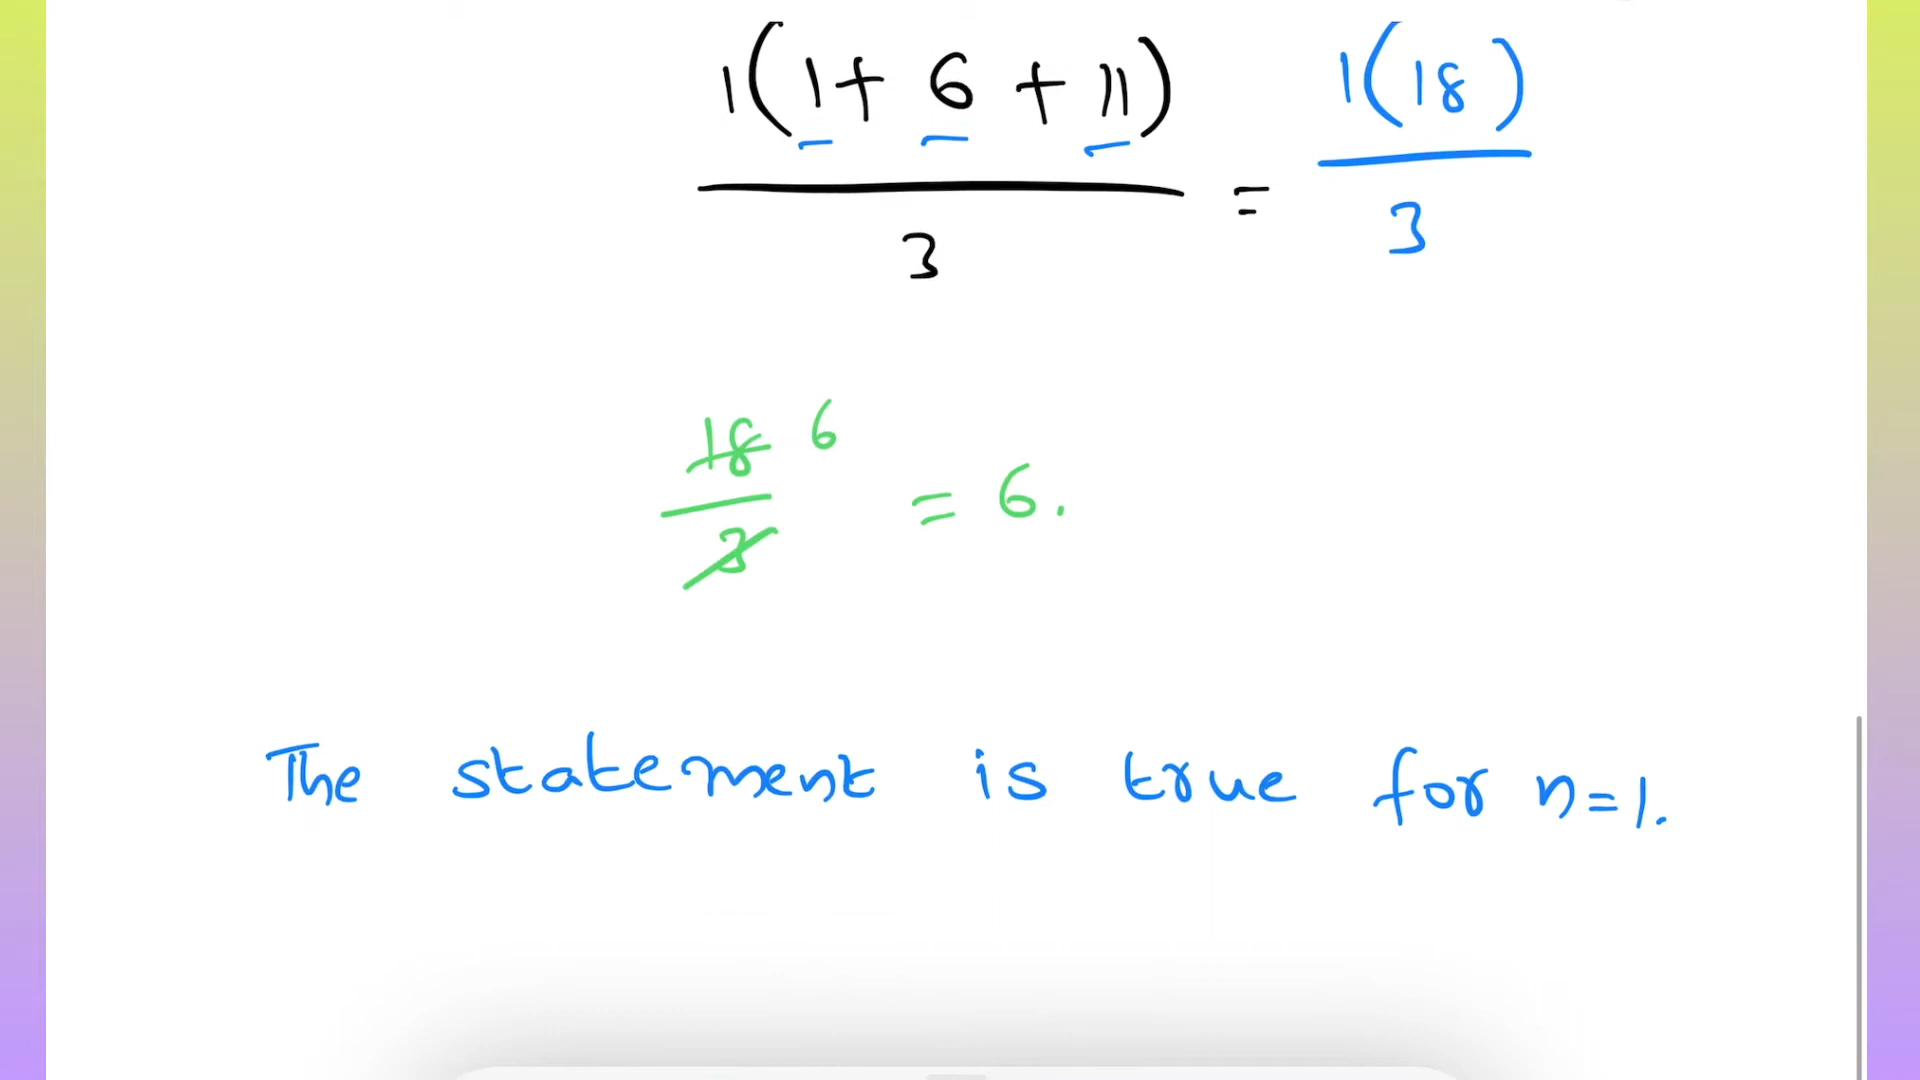 1(1+ 6 + 11) 1(18)
= 
3 3
18 6
= 6.
3
The statement is true for n=1.